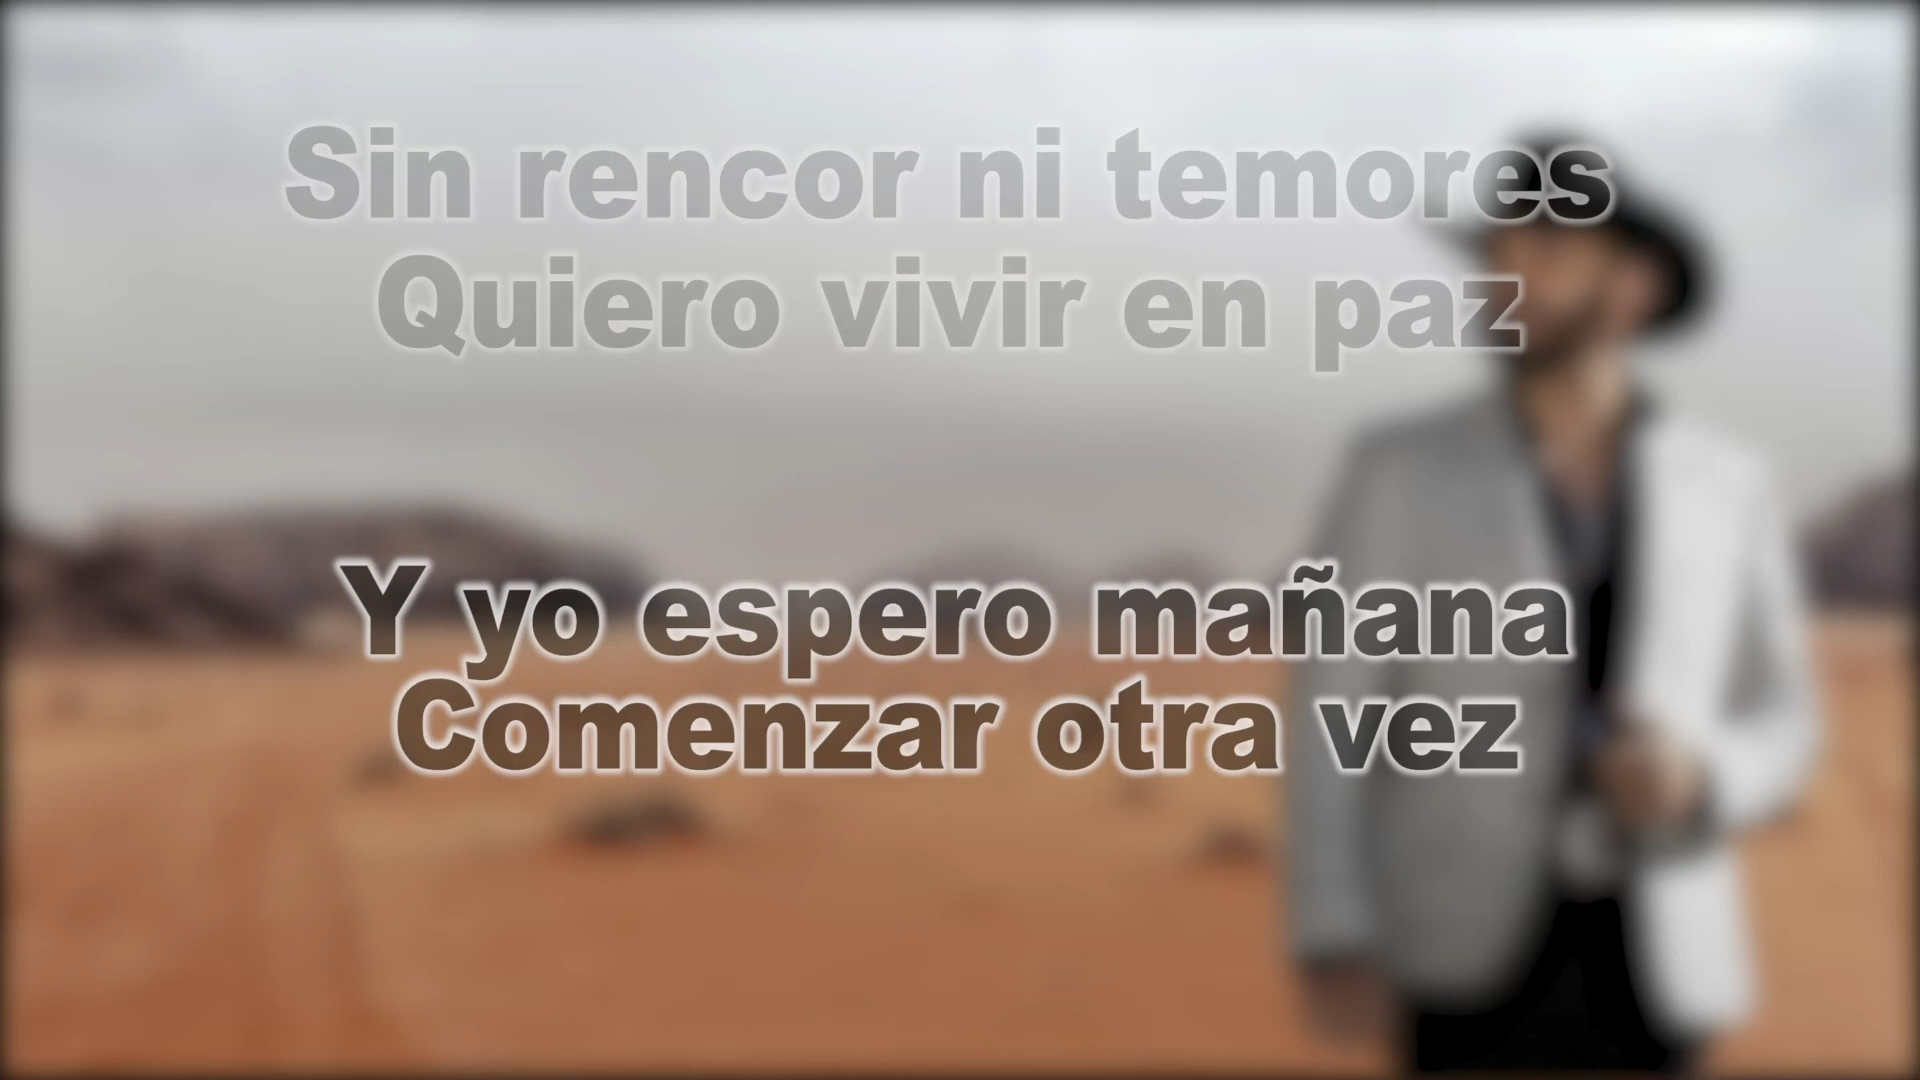 Sin rencor ni temores
Quiero vivir en paz
Y yo espero mañana
Comenzar otra vez